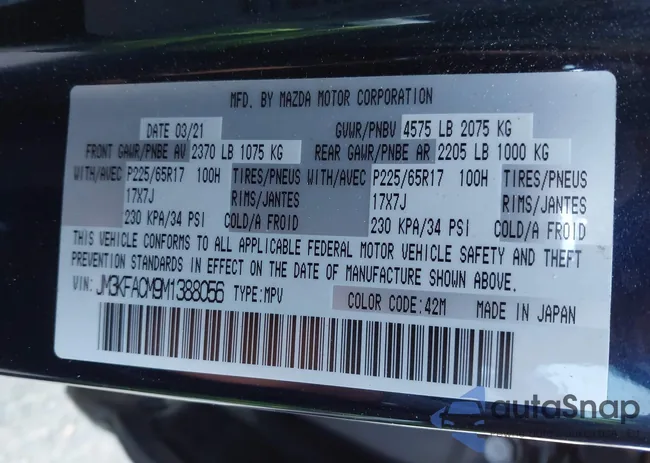 MFD. BY MAZDA MOTOR CORPORATION
DATE 03/21 GVWR/PNBV 4575 LB 2075 KG
FRONT GAWR/PNBE AV 2370 LB 1075 KG REAR GAWR/PNBE AR 2205 LB 1000 KG
WITH/AVEC P225/65R17 100H TIRES/PNEUS WITH/AVEC P225/65R17 100H TIRES/PNEUS
17X7J RIMS/JANTES 17X7J RIMS/JANTES
230 KPA/34 PSI COLD/A FROID 230 KPA/34 PSI COLD/A FROID
THIS VEHICLE CONFORMS TO ALL APPLICABLE FEDERAL MOTOR VEHICLE SAFETY AND THEFT
PREVENTION STANDARDS IN EFFECT ON THE DATE OF MANUFACTURE SHOWN ABOVE.
VIN: JM3KFACM9M1388056 TYPE:MPV COLOR CODE:42M MADE IN JAPAN
autoSnap